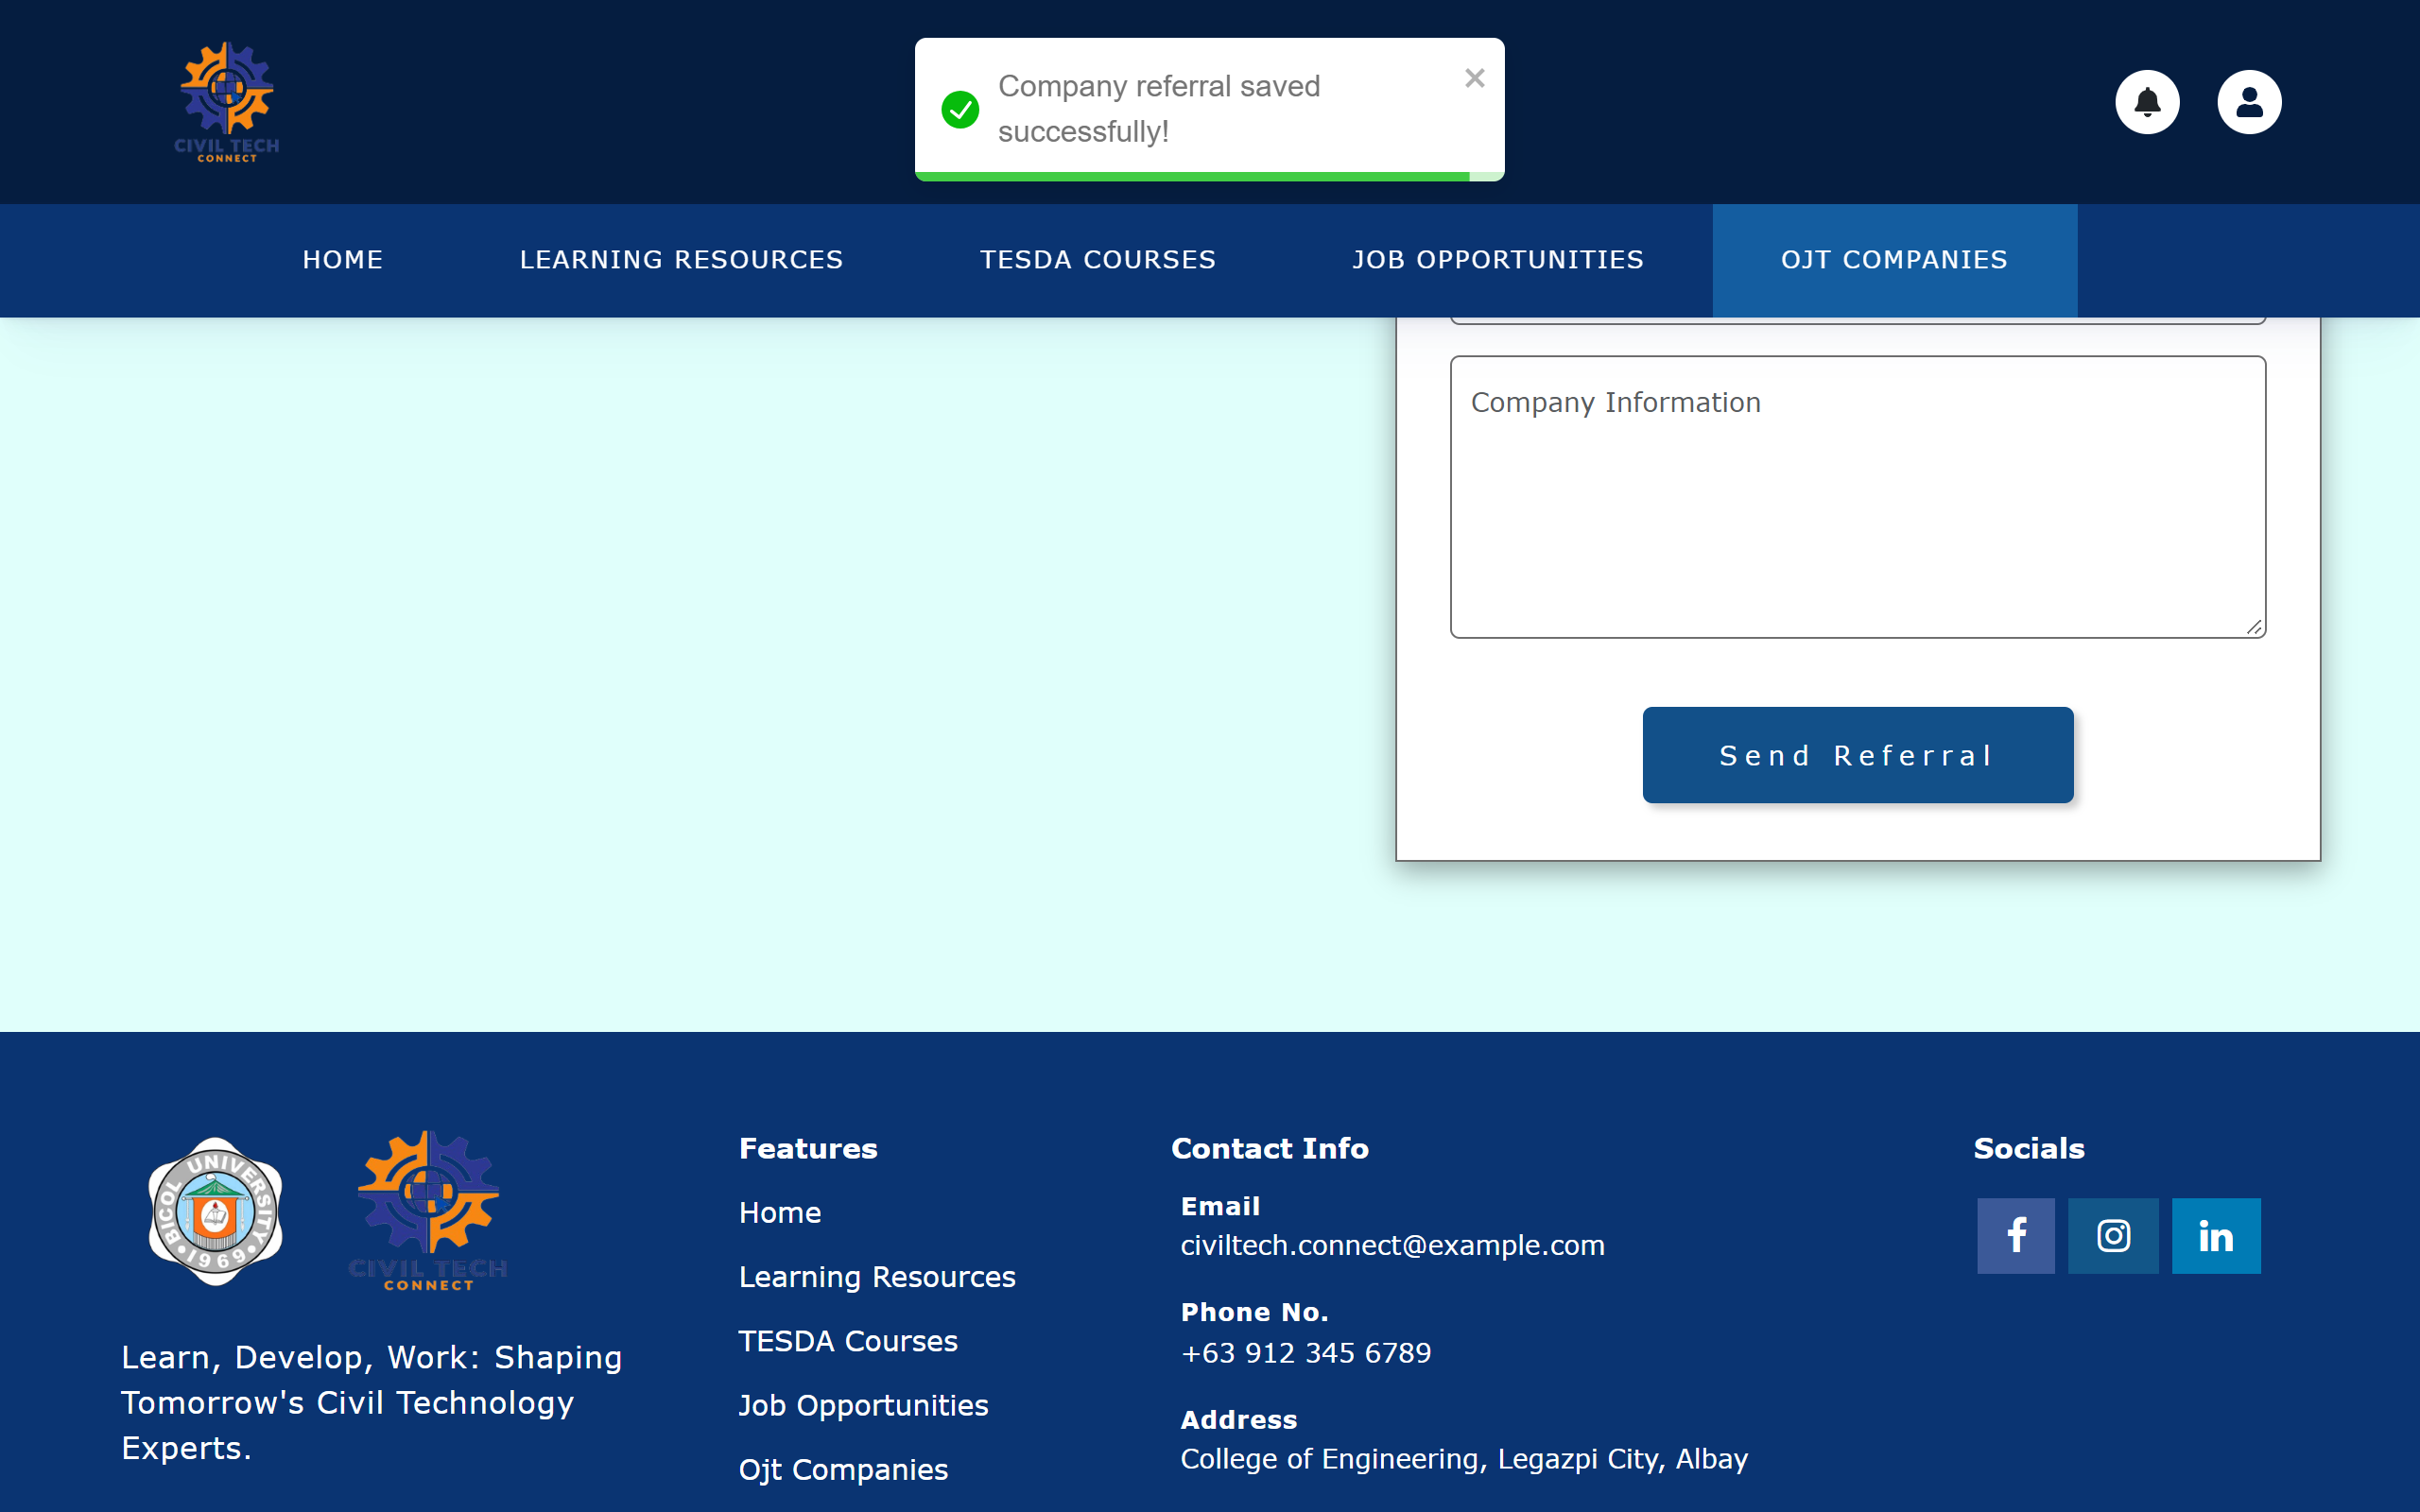 CIVIL TECH
CONNECT
Company referral saved
successfully!
HOME
LEARNING RESOURCES
TESDA COURSES
JOB OPPORTUNITIES
OJT COMPANIES
Company Information
Send Referral
BICOL UNIVERSITY
1969
CIVIL TECH
CONNECT
Learn, Develop, Work: Shaping
Tomorrow's Civil Technology
Experts.
Features
Home
Learning Resources
TESDA Courses
Job Opportunities
Ojt Companies
Contact Info
Email
civiltech.connect@example.com
Phone No.
+63 912 345 6789
Address
College of Engineering, Legazpi City, Albay
Socials